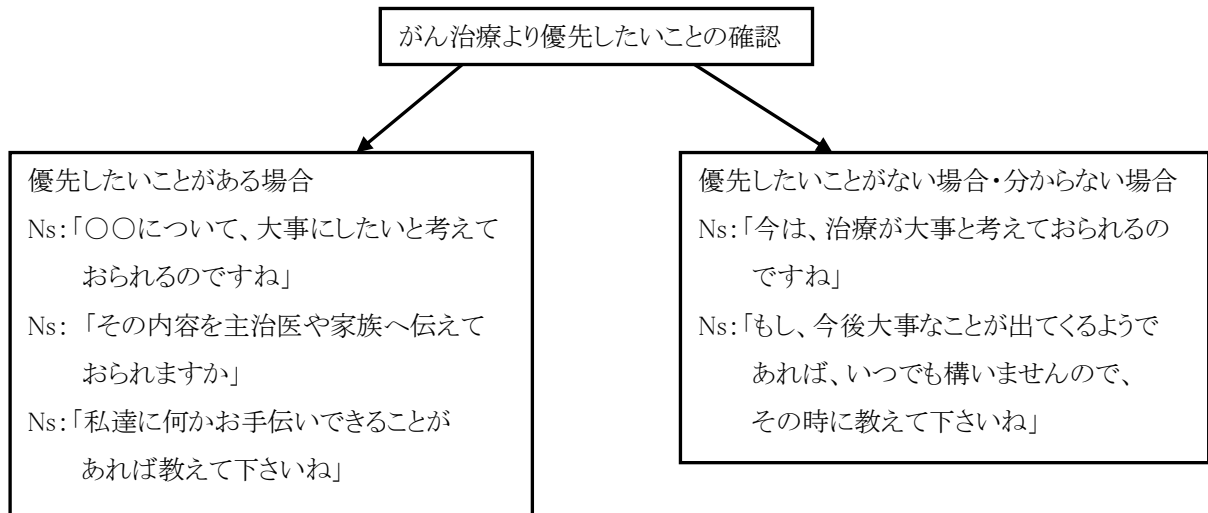 がん治療より優先したいことの確認
優先したいことがある場合
Ns:「○○について、大事にしたいと考えて
おられるのですね」
Ns: 「その内容を主治医や家族へ伝えて
おられますか」
Ns:「私達に何かお手伝いできることが
あれば教えて下さいね」
優先したいことがない場合・分からない場合
Ns:「今は、治療が大事と考えておられるの
ですね」
Ns:「もし、今後大事なことが出てくるようで
あれば、いつでも構いませんので、
その時に教えて下さいね」